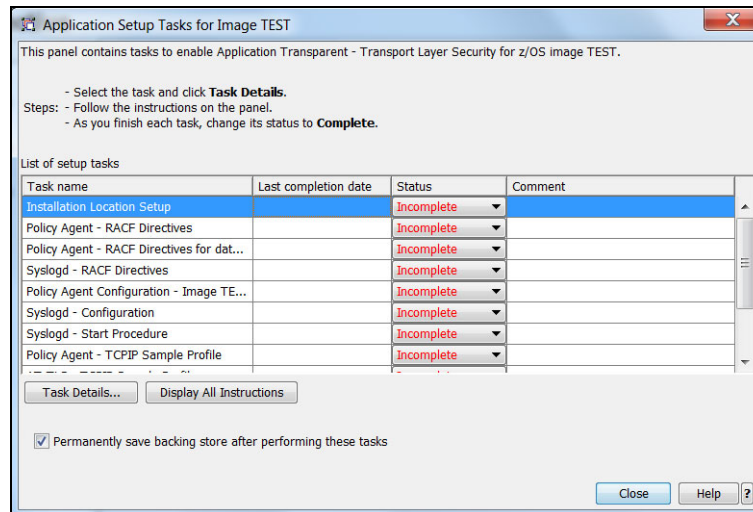 Application Setup Tasks for Image TEST
This panel contains tasks to enable Application Transparent - Transport Layer Security for z/OS image TEST.
- Select the task and click Task Details.
Steps: - Follow the instructions on the panel.
- As you finish each task, change its status to Complete.
List of setup tasks
Task name Last completion date Status Comment
Installation Location Setup Incomplete
Policy Agent - RACF Directives Incomplete
Policy Agent - RACF Directives for dat... Incomplete
Syslogd - RACF Directives Incomplete
Policy Agent Configuration - Image TE... Incomplete
Syslogd - Configuration Incomplete
Syslogd - Start Procedure Incomplete
Policy Agent - TCPIP Sample Profile Incomplete
Task Details... Display All Instructions
Permanently save backing store after performing these tasks
Close Help ?